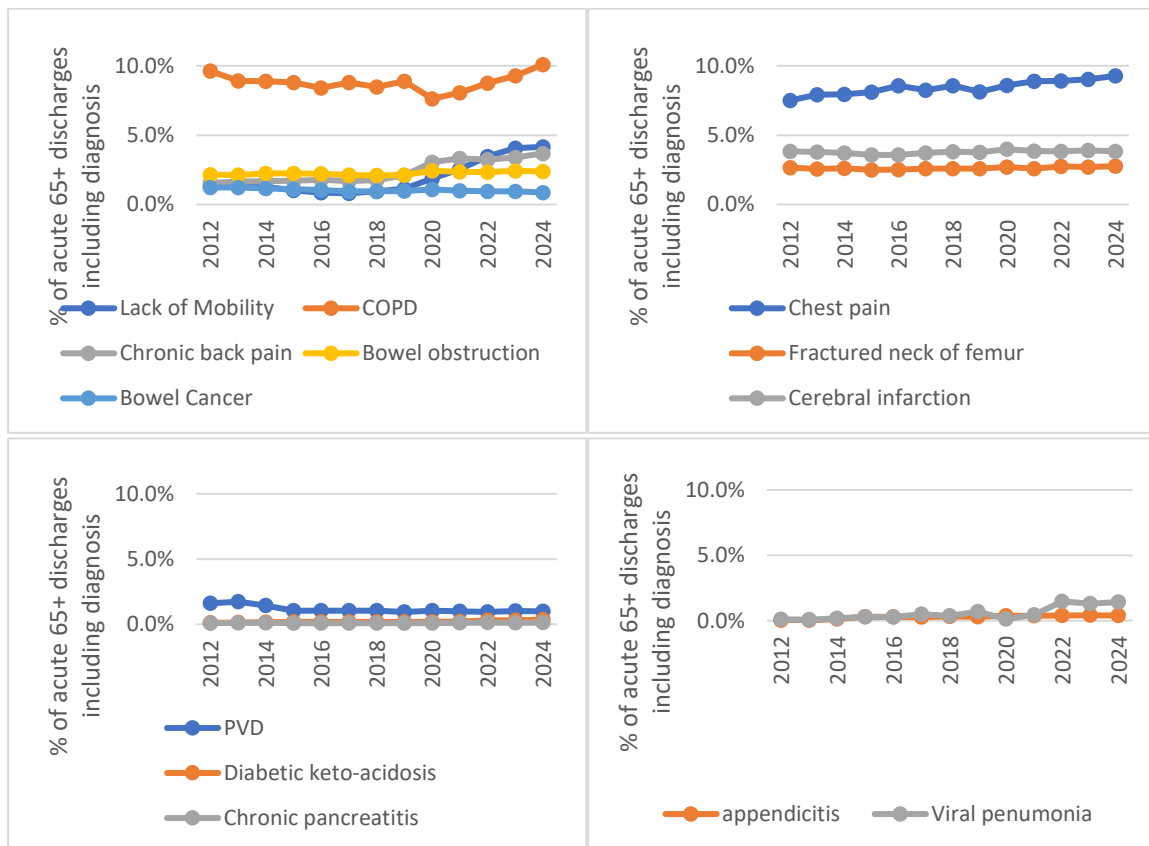 % of acute 65+ discharges
including diagnosis
10.0%
5.0%
0.0%
2012
2014
2016
2018
2020
2022
2024
Lack of Mobility
COPD
Chronic back pain
Bowel obstruction
Bowel Cancer
% of acute 65+ discharges
including diagnosis
10.0%
5.0%
0.0%
2012
2014
2016
2018
2020
2022
2024
Chest pain
Fractured neck of femur
Cerebral infarction
% of acute 65+ discharges
including diagnosis
10.0%
5.0%
0.0%
2012
2014
2016
2018
2020
2022
2024
PVD
Diabetic keto-acidosis
Chronic pancreatitis
% of acute 65+ discharges
including diagnosis
10.0%
5.0%
0.0%
2012
2014
2016
2018
2020
2022
2024
appendicitis
Viral penumonia